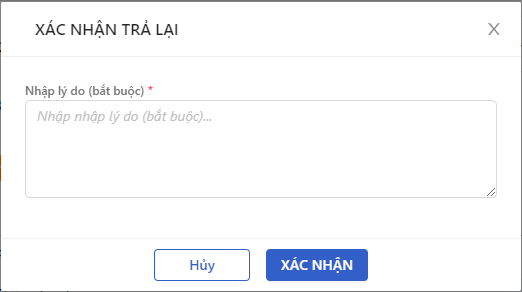 XÁC NHẬN TRẢ LẠI
Nhập lý do (bắt buộc) *
Nhập nhập lý do (bắt buộc)...
Hủy
XÁC NHẬN